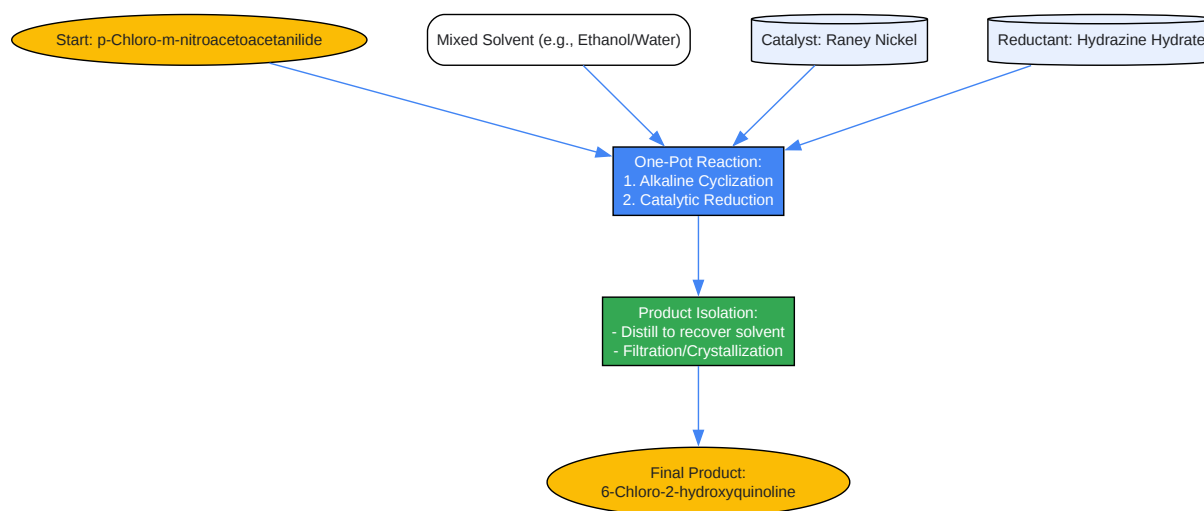 Start: p-Chloro-m-nitroacetoacetanilide
Mixed Solvent (e.g., Ethanol/Water)
Catalyst: Raney Nickel
Reductant: Hydrazine Hydrate
One-Pot Reaction:
1. Alkaline Cyclization
2. Catalytic Reduction
Product Isolation:
- Distill to recover solvent
- Filtration/Crystallization
Final Product:
6-Chloro-2-hydroxyquinoline